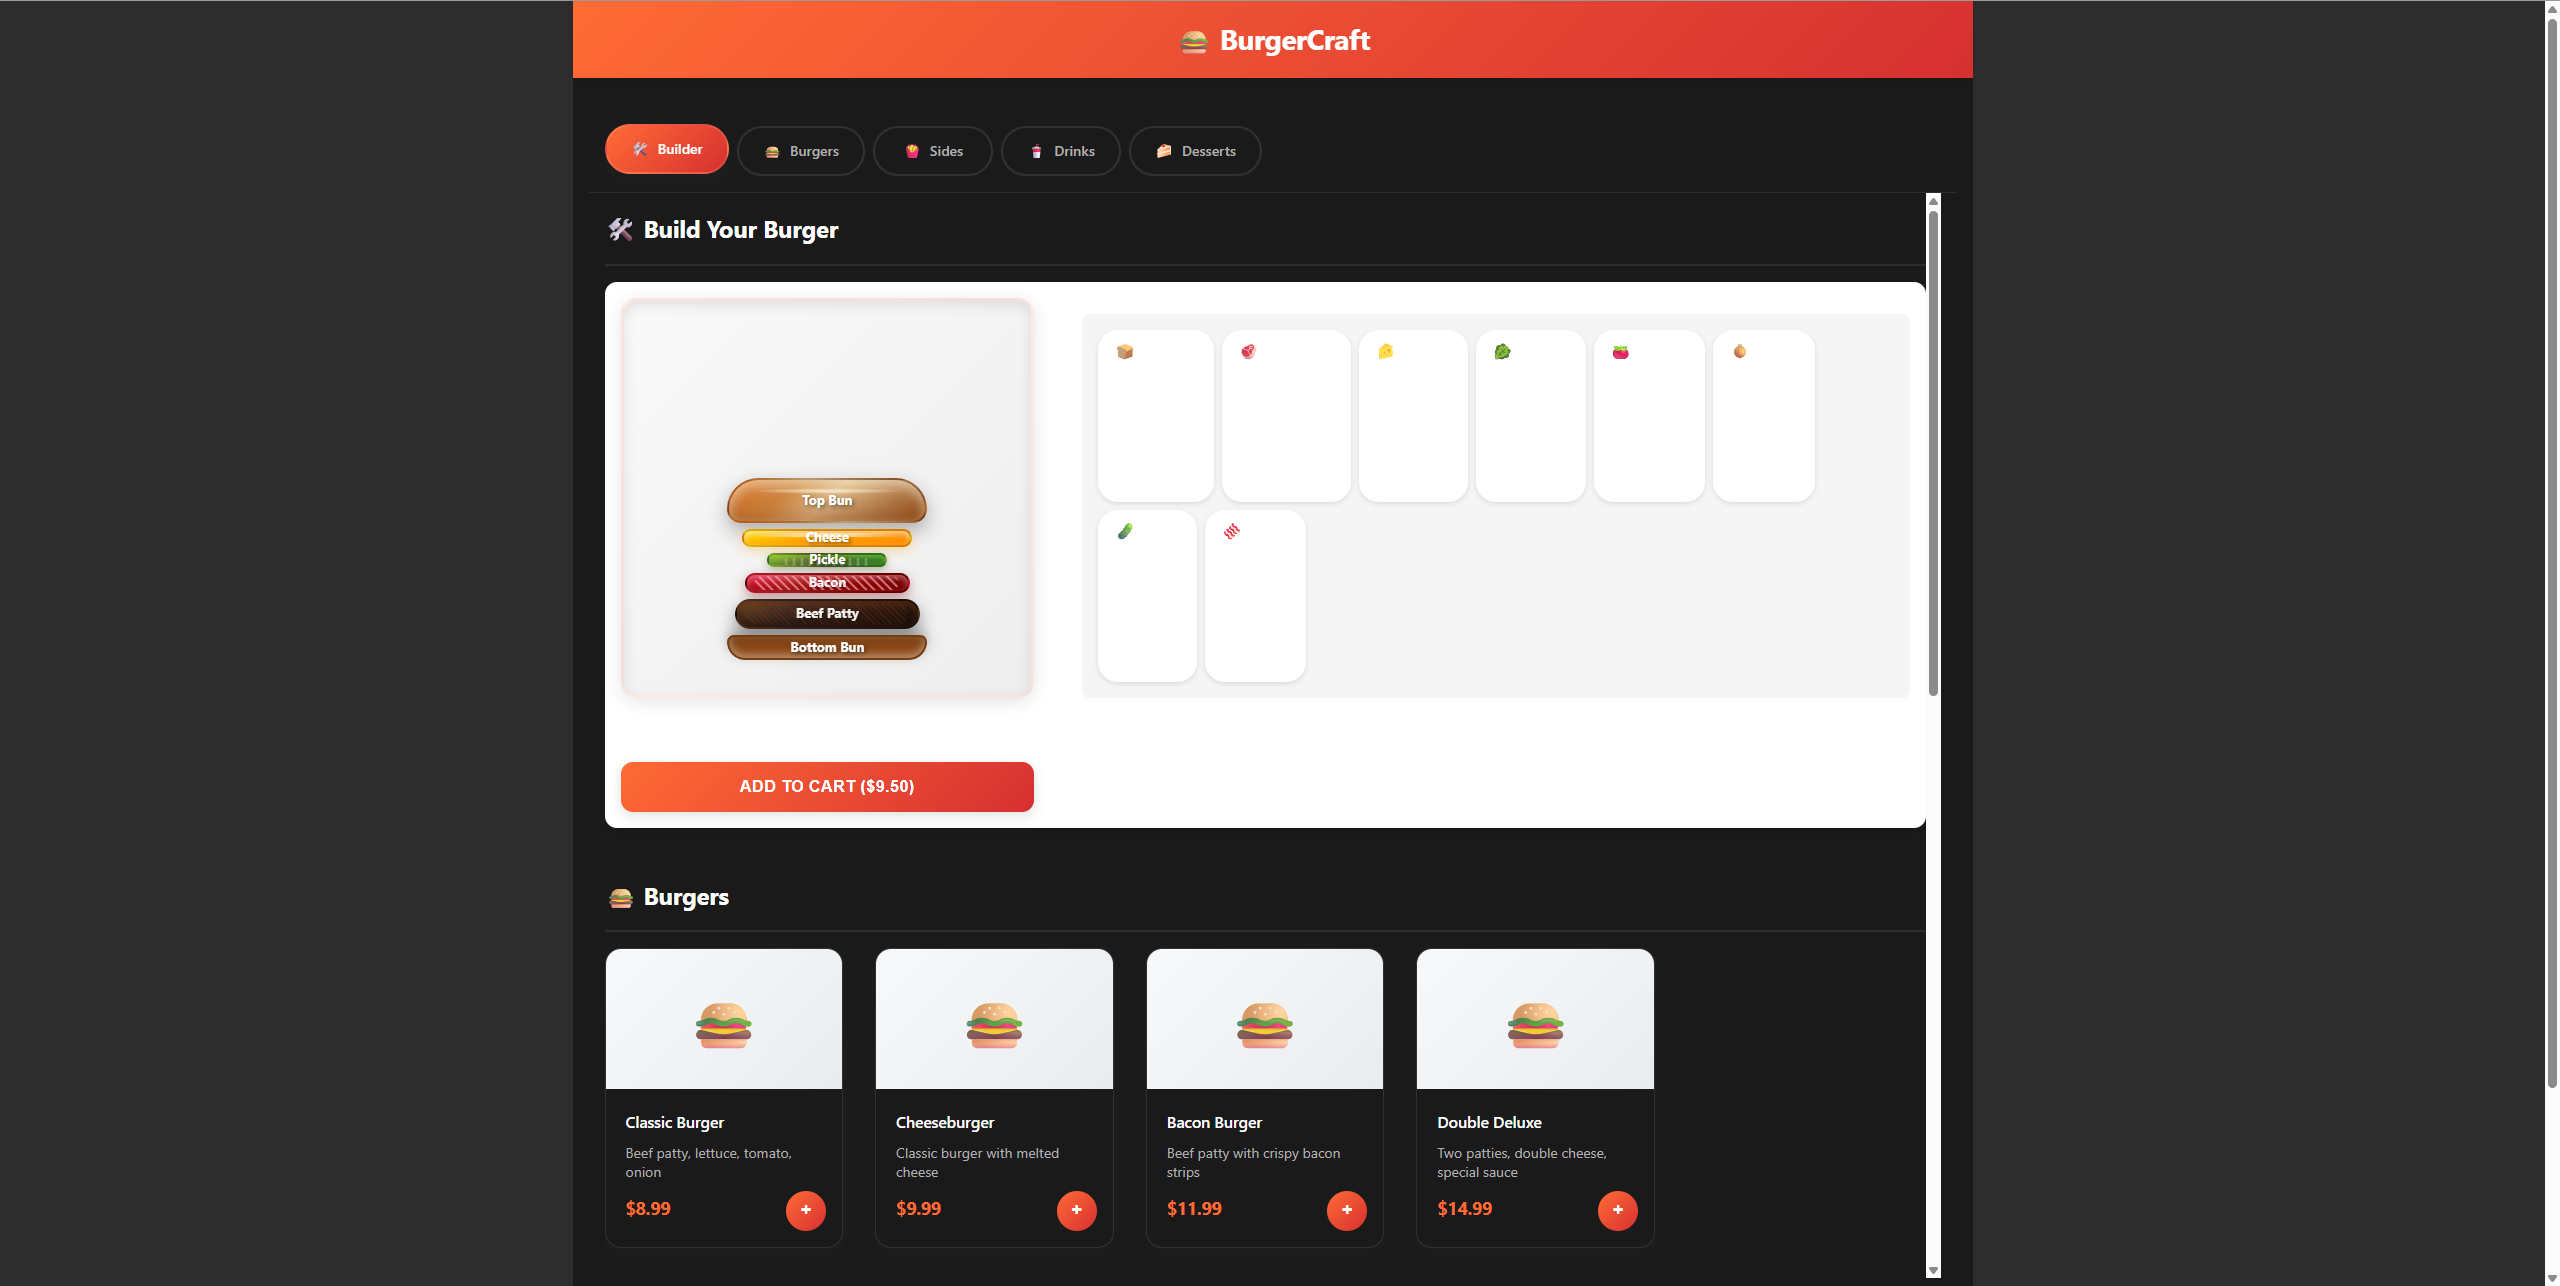 BurgerCraft
Builder
Burgers
Sides
Drinks
Desserts
Build Your Burger
Top Bun
Cheese
Pickle
Bacon
Beef Patty
Bottom Bun
ADD TO CART ($9.50)
Burgers
Classic Burger
Beef patty, lettuce, tomato,
onion
$8.99
+
Cheeseburger
Classic burger with melted
cheese
$9.99
+
Bacon Burger
Beef patty with crispy bacon
strips
$11.99
+
Double Deluxe
Two patties, double cheese,
special sauce
$14.99
+